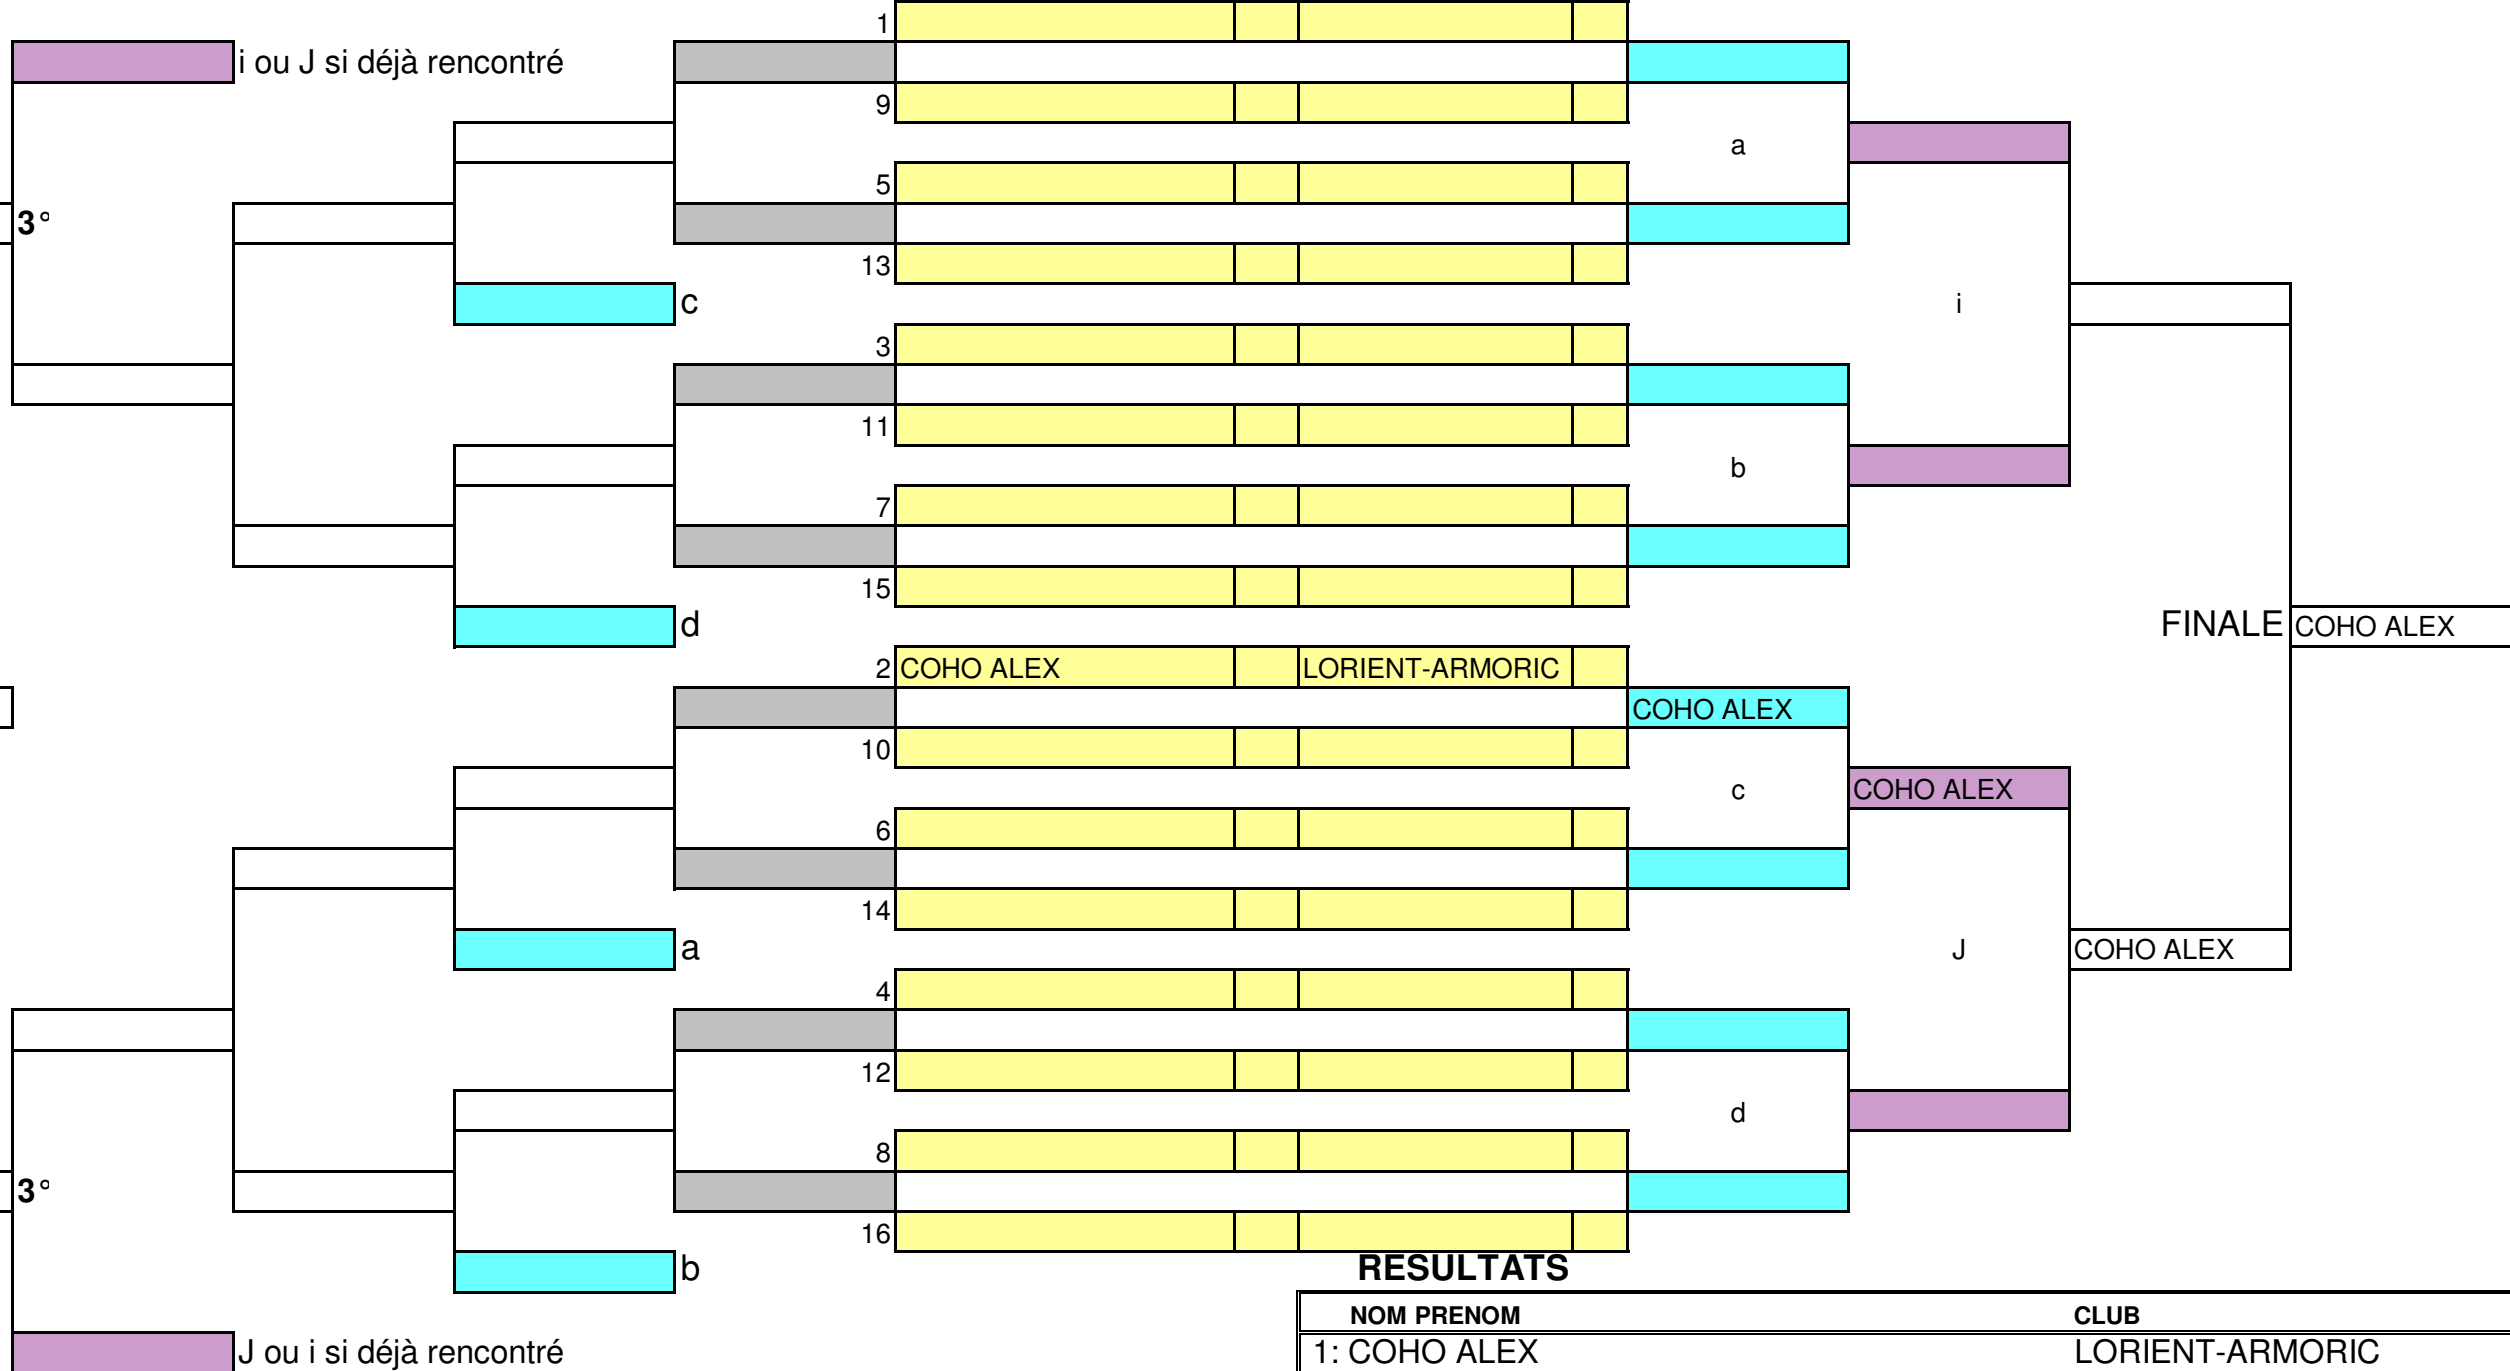 1
i ou J si déjà rencontré
9
a
5
3°
13
c
i
3
11
b
7
15
d
FINALE COHO ALEX
2 COHO ALEX LORIENT-ARMORIC
COHO ALEX
10
c COHO ALEX
6
14
a J COHO ALEX
4
12
d
8
3°
16
b
RESULTATS
NOM PRENOM CLUB
J ou i si déjà rencontré
1: COHO ALEX LORIENT-ARMORIC